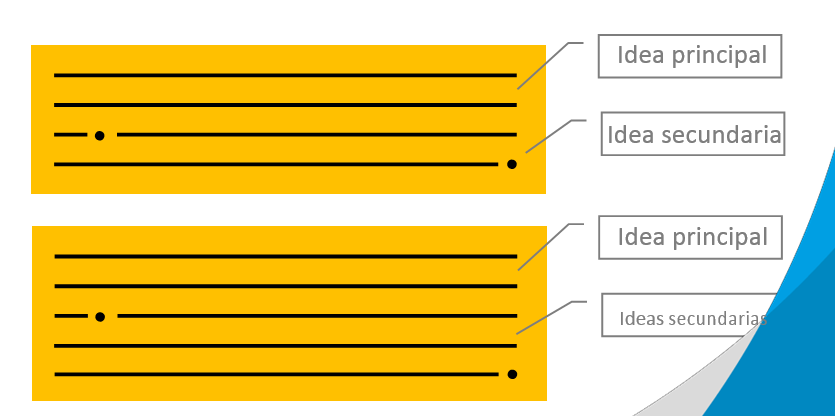 Idea principal
Idea secundaria
Idea principal
Ideas secundarias